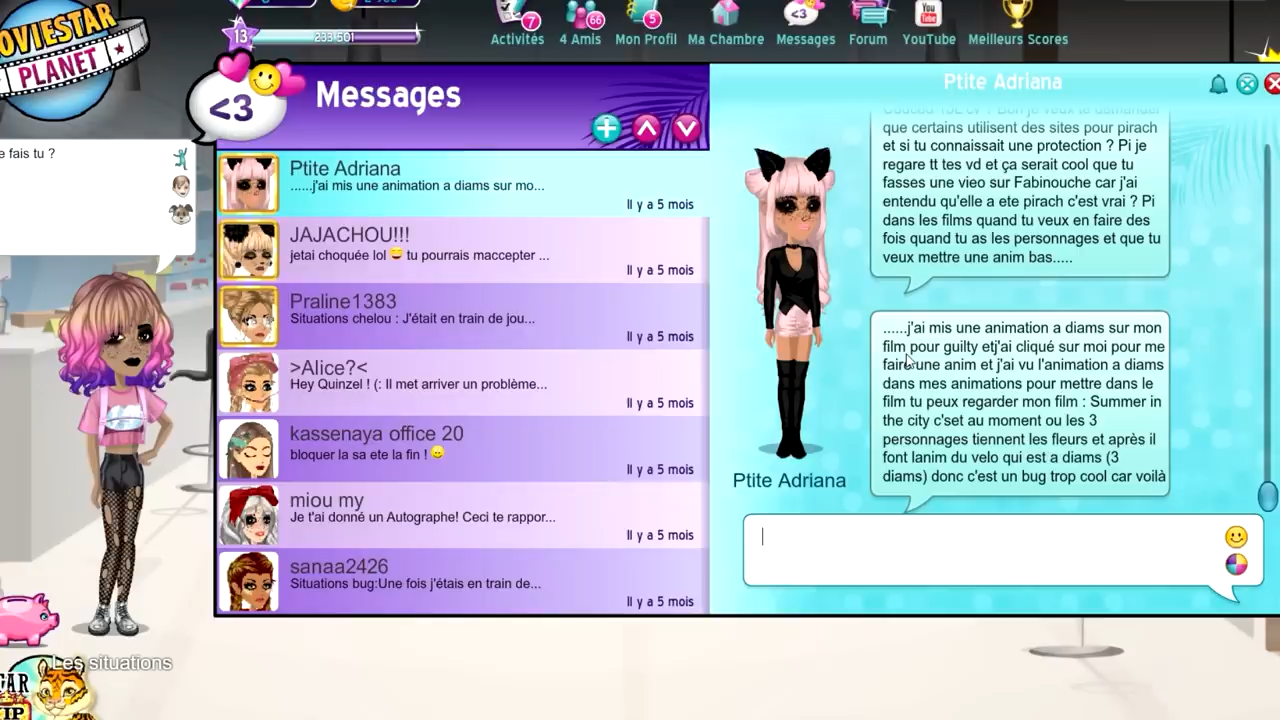 MOVIESTAR
PLANET
13
233 501
7
Activités
66
4 Amis
5
Mon Profil
Ma Chambre
<3
Messages
Forum
You
Tube
YouTube
Meilleurs Scores
e fais tu ?
<3
Messages
Ptite Adriana
......j'ai mis une animation a diams sur mo...
Il y a 5 mois
JAJACHOU!!!
jetai choquée lol 😄 tu pourrais maccepter ...
Il y a 5 mois
Praline1383
Situations chelou : J'était en train de jou...
Il y a 5 mois
>Alice?<
Hey Quinzel ! (: Il met arriver un problème...
Il y a 5 mois
kassenaya office 20
bloquer la sa ete la fin ! 🙂
Il y a 5 mois
miou my
Je t'ai donné un Autographe! Ceci te rappor...
Il y a 5 mois
sanaa2426
Situations bug:Une fois j'étais en train de...
Il y a 5 mois
Ptite Adriana
que certains utilisent des sites pour pirach
et si tu connaissait une protection ? Pi je
regare tt tes vd et ça serait cool que tu
fasses une vieo sur Fabinouche car j'ai
entendu qu'elle a ete pirach c'est vrai ? Pi
dans les films quand tu veux en faire des
fois quand tu as les personnages et que tu
veux mettre une anim bas.....
......j'ai mis une animation a diams sur mon
film pour guilty etj'ai cliqué sur moi pour me
faire une anim et j'ai vu l'animation a diams
dans mes animations pour mettre dans le
film tu peux regarder mon film : Summer in
the city c'set au moment ou les 3
personnages tiennent les fleurs et après il
font lanim du velo qui est a diams (3
diams) donc c'est un bug trop cool car voilà
Ptite Adriana
Les situations
VIP